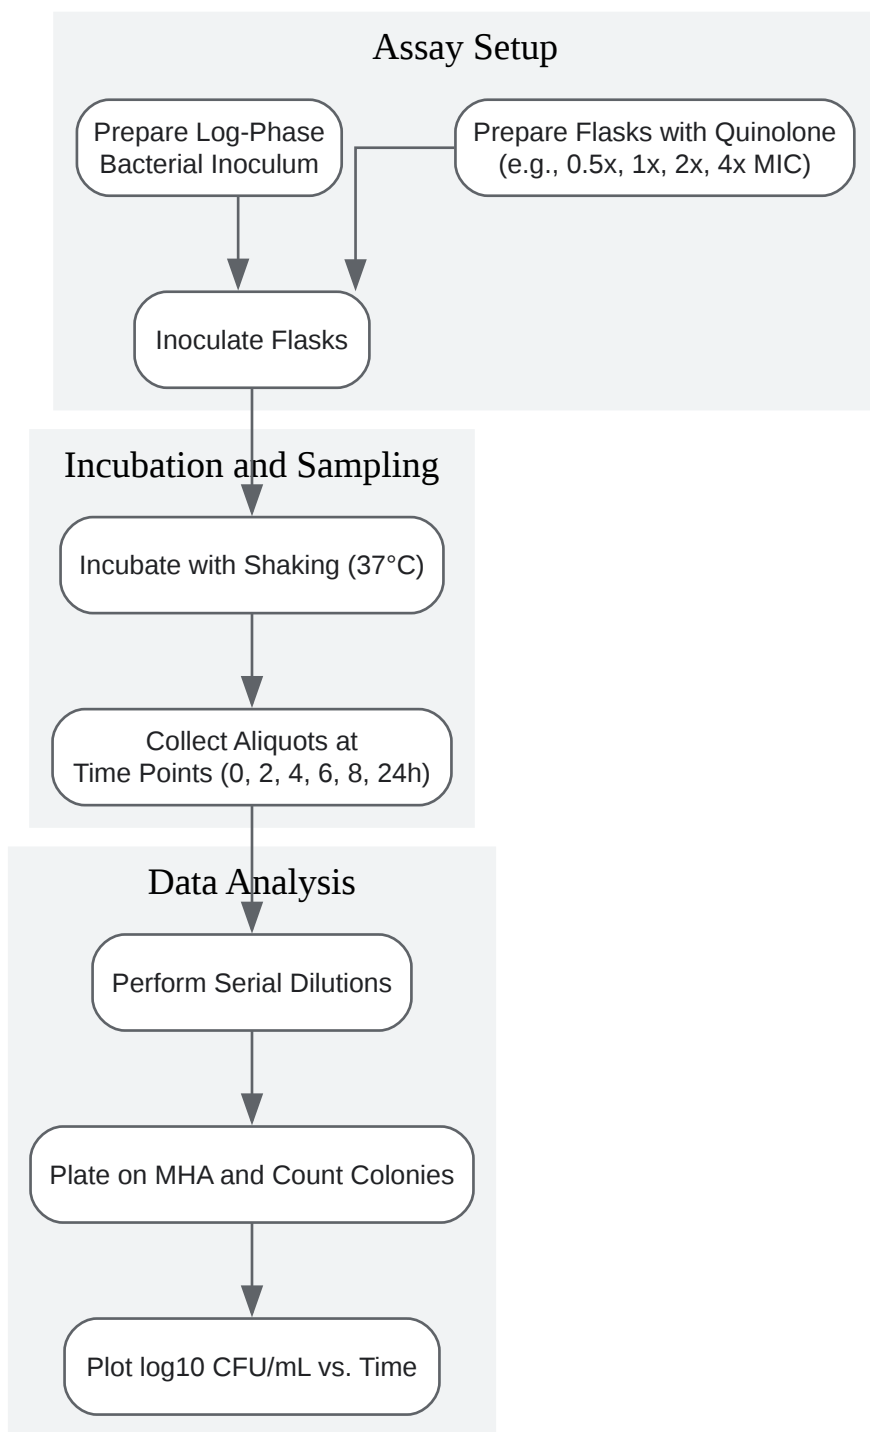 Assay Setup
Prepare Log-Phase
Bacterial Inoculum
Prepare Flasks with Quinolone
(e.g., 0.5x, 1x, 2x, 4x MIC)
Inoculate Flasks
Incubation and Sampling
Incubate with Shaking (37°C)
Collect Aliquots at
Time Points (0, 2, 4, 6, 8, 24h)
Data Analysis
Perform Serial Dilutions
Plate on MHA and Count Colonies
Plot log10 CFU/mL vs. Time